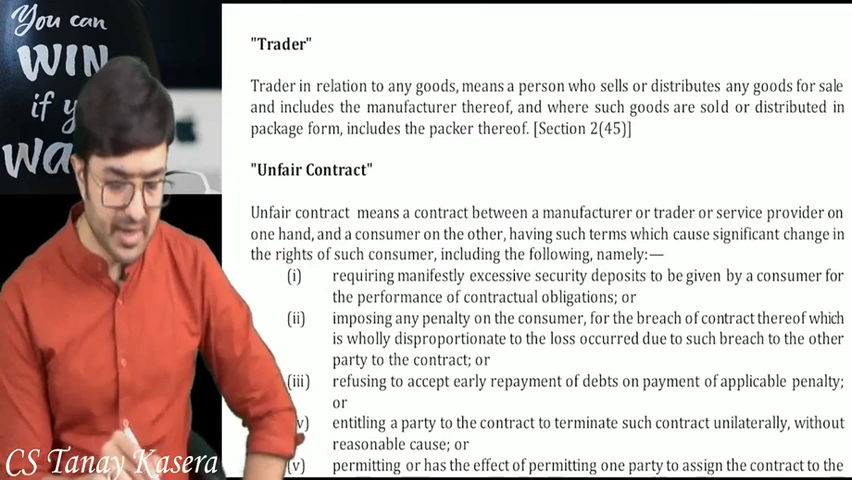 You can
WIN
if y
Wa
"Trader"
Trader in relation to any goods, means a person who sells or distributes any goods for sale
and includes the manufacturer thereof, and where such goods are sold or distributed in
package form, includes the packer thereof. [Section 2(45)]
"Unfair Contract"
Unfair contract means a contract between a manufacturer or trader or service provider on
one hand, and a consumer on the other, having such terms which cause significant change in
the rights of such consumer, including the following, namely:—
(i) requiring manifestly excessive security deposits to be given by a consumer for
the performance of contractual obligations; or
(ii) imposing any penalty on the consumer, for the breach of contract thereof which
is wholly disproportionate to the loss occurred due to such breach to the other
party to the contract; or
(iii) refusing to accept early repayment of debts on payment of applicable penalty;
or
v) entitling a party to the contract to terminate such contract unilaterally, without
reasonable cause; or
(v) permitting or has the effect of permitting one party to assign the contract to the
CS Tanay Kasera